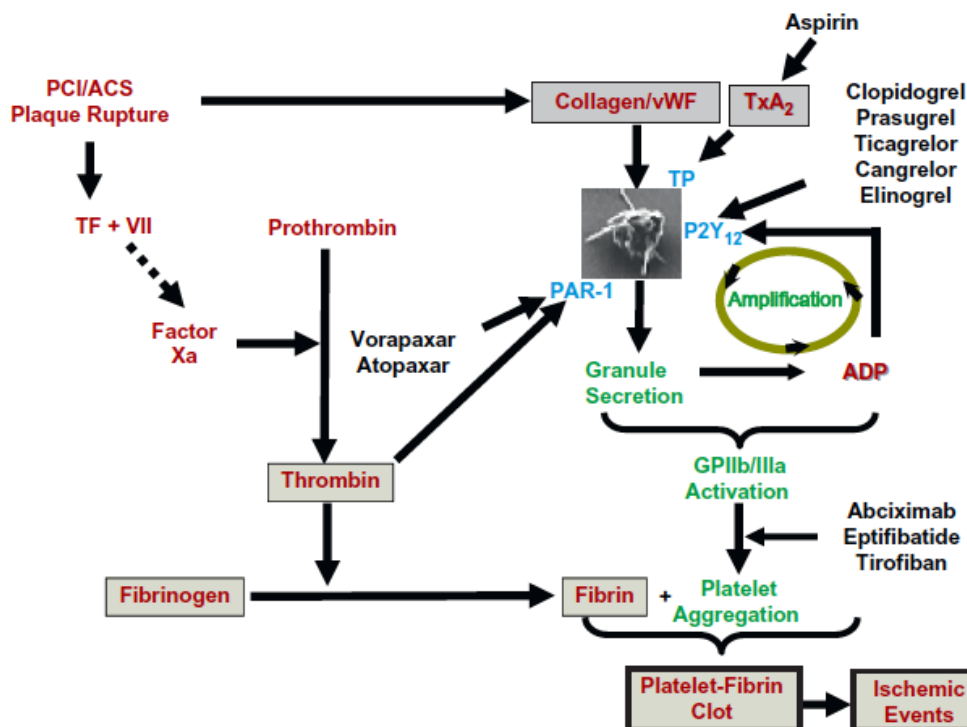 Aspirin
PCI/ACS
Plaque Rupture
Collagen/vWF
TxA2
Clopidogrel
Prasugrel
Ticagrelor
Cangrelor
Elinogrel
TP
TF + VII
Prothrombin
P2Y12
PAR-1
Amplification
Factor
Xa
Vorapaxar
Atopaxar
Granule
Secretion
ADP
Thrombin
GPIIb/IIIa
Activation
Abciximab
Eptifibatide
Tirofiban
Fibrinogen
Fibrin
+
Platelet
Aggregation
Platelet-Fibrin
Clot
Ischemic
Events